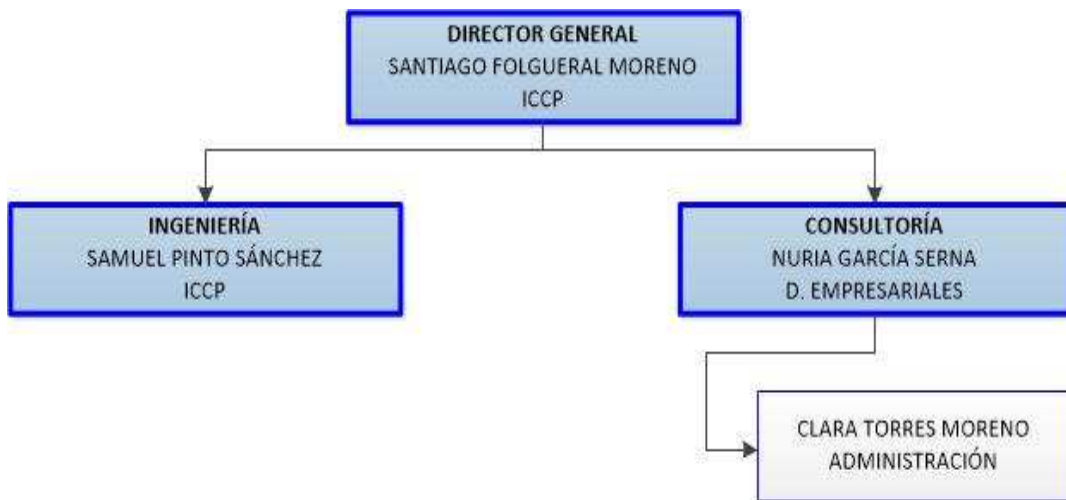 DIRECTOR GENERAL
SANTIAGO FOLGUERAL MORENO
ICCP
INGENIERÍA
SAMUEL PINTO SÁNCHEZ
ICCP
CONSULTORÍA
NURIA GARCÍA SERNA
D. EMPRESARIALES
CLARA TORRES MORENO
ADMINISTRACIÓN